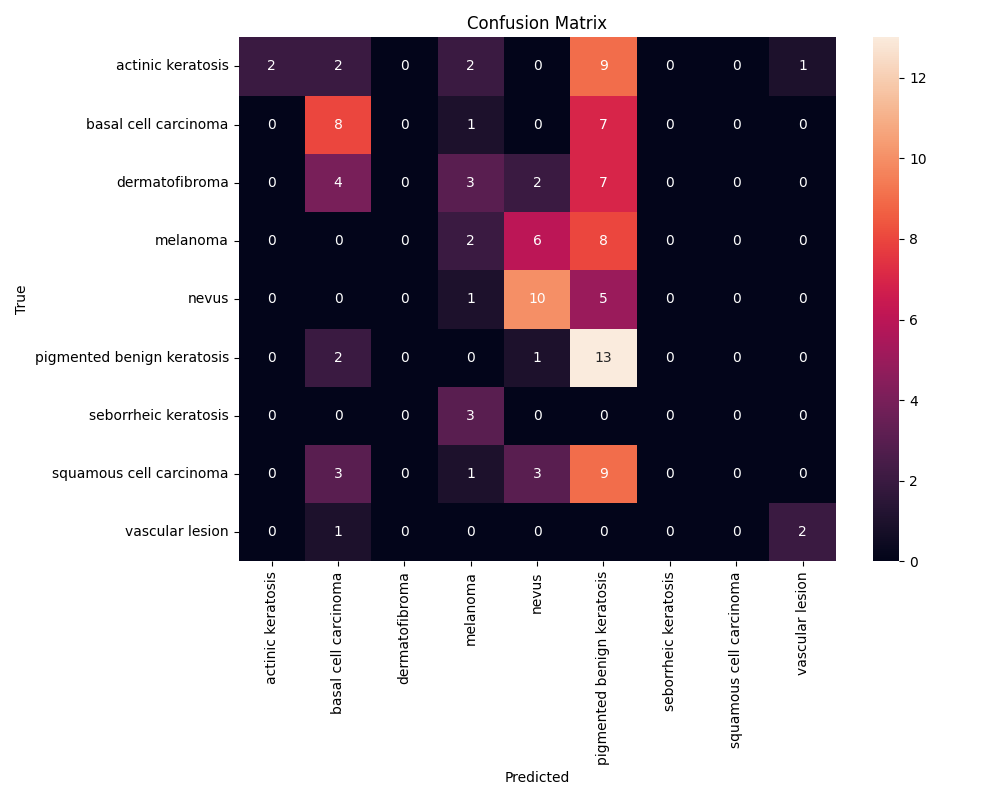 Confusion Matrix
actinic keratosis 2 2 0 2 0 9 0 0 1
basal cell carcinoma 0 8 0 1 0 7 0 0 0
dermatofibroma 0 4 0 3 2 7 0 0 0
melanoma 0 0 0 2 6 8 0 0 0
nevus 0 0 0 1 10 5 0 0 0
pigmented benign keratosis 0 2 0 0 1 13 0 0 0
seborrheic keratosis 0 0 0 3 0 0 0 0 0
squamous cell carcinoma 0 3 0 1 3 9 0 0 0
vascular lesion 0 1 0 0 0 0 0 0 2
True
actinic keratosis
basal cell carcinoma
dermatofibroma
melanoma
nevus
pigmented benign keratosis
seborrheic keratosis
squamous cell carcinoma
vascular lesion
Predicted
12
10
8
6
4
2
0